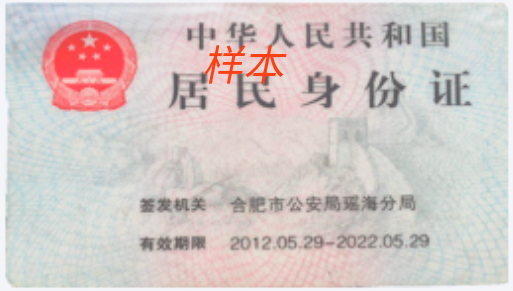 中华人民共和国
样本
居民身份证
签发机关 合肥市公安局瑶海分局
有效期限 2012.05.29-2022.05.29